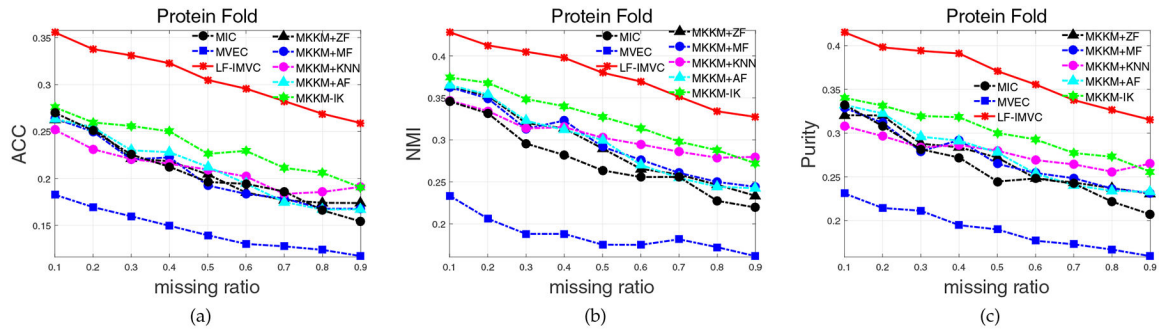 Protein Fold
ACC
0.35
0.3
0.25
0.2
0.15
MIC
MVEC
LF-IMVC
MKKM+ZF
MKKM+MF
MKKM+KNN
MKKM+AF
MKKM-IK
0.1 0.2 0.3 0.4 0.5 0.6 0.7 0.8 0.9
missing ratio
(a)
Protein Fold
NMI
0.4
0.35
0.3
0.25
0.2
MIC
MVEC
LF-IMVC
MKKM+ZF
MKKM+MF
MKKM+KNN
MKKM+AF
MKKM-IK
0.1 0.2 0.3 0.4 0.5 0.6 0.7 0.8 0.9
missing ratio
(b)
Protein Fold
Purity
0.4
0.35
0.3
0.25
0.2
MIC
MVEC
LF-IMVC
MKKM+ZF
MKKM+MF
MKKM+KNN
MKKM+AF
MKKM-IK
0.1 0.2 0.3 0.4 0.5 0.6 0.7 0.8 0.9
missing ratio
(c)